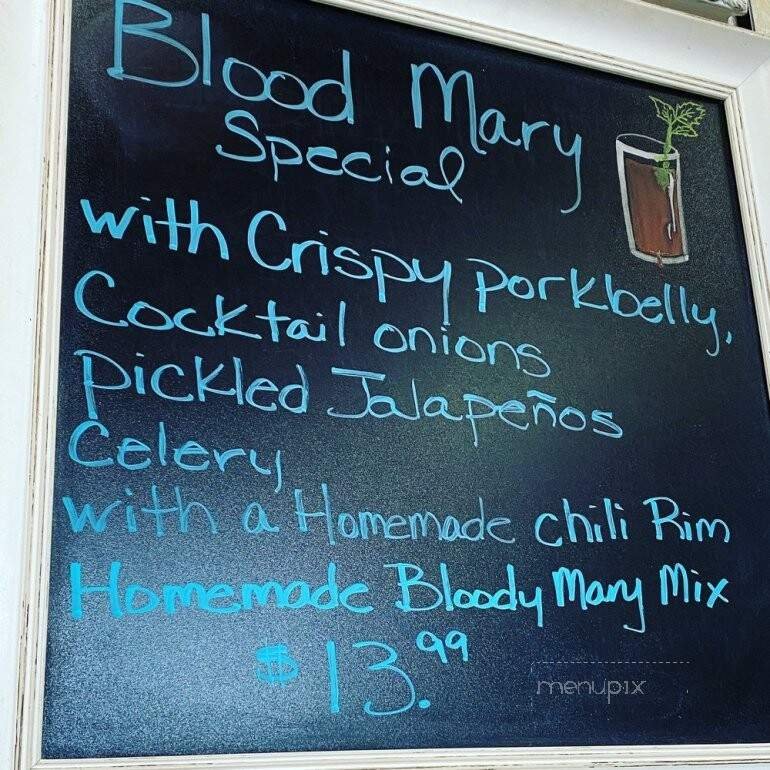 Blood Mary
Special
with Crispy porkbelly,
Cocktail onions
pickled Jalapeños
Celery
with a Homemade chili Rim
Homemade Bloody Mary Mix
$13.99
menupix